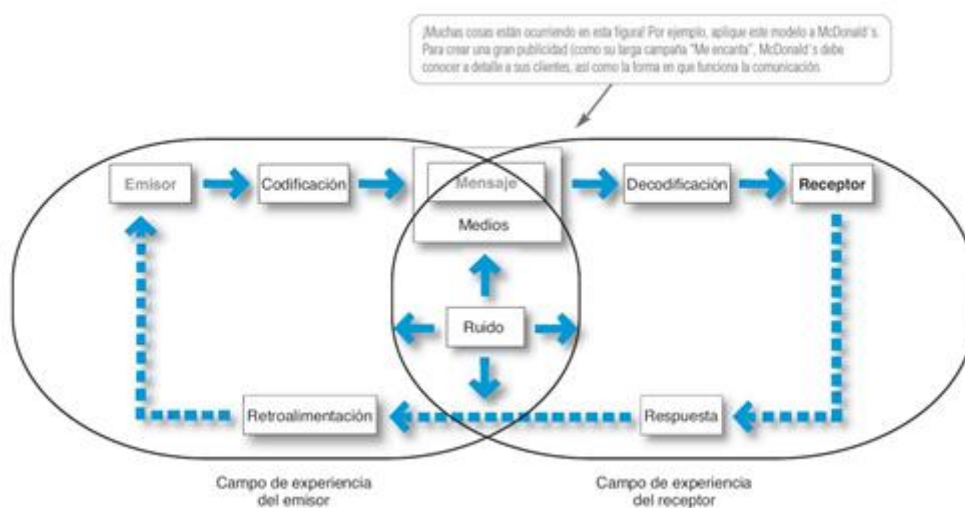 ¡Muchas cosas están ocurriendo en esta figura! Por ejemplo, aplique este modelo a McDonald´s.
Para crear una gran publicidad (como su larga campaña "Me encanta", McDonald´s debe
conocer a detalle a sus clientes, así como la forma en que funciona la comunicación.
Emisor
Codificación
Mensaje
Medios
Decodificación
Receptor
Ruido
Retroalimentación
Respuesta
Campo de experiencia
del emisor
Campo de experiencia
del receptor